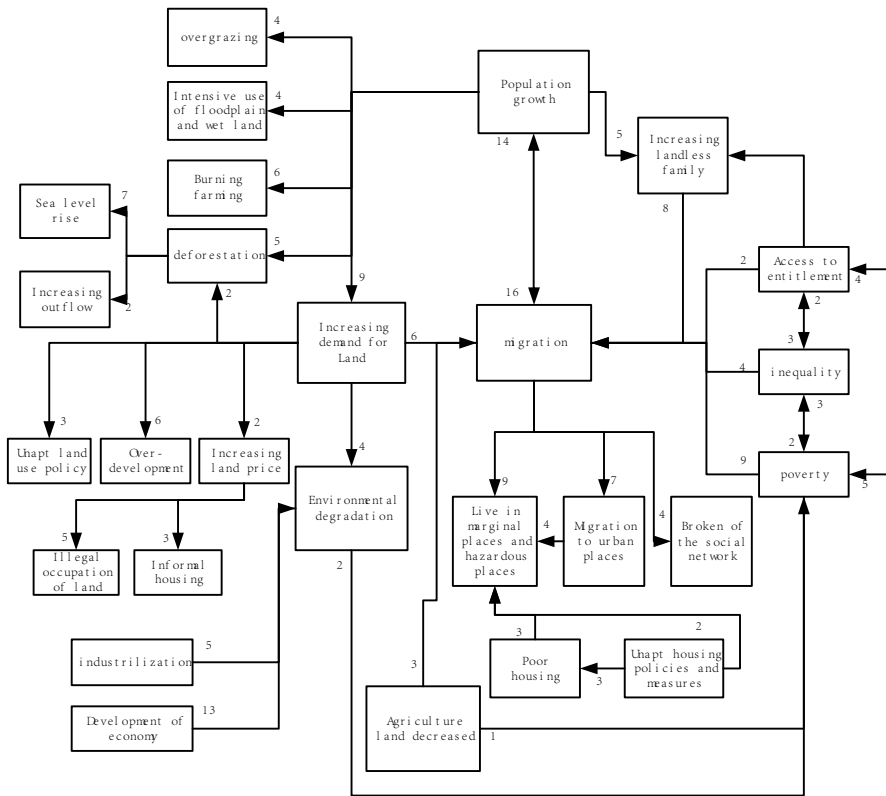 4
overgrazing
Intensive use
of floodplain
and wet land
4
Burning
farming
6
Population
growth
14
5
Increasing
landless
family
8
7
Sea level
rise
deforestation
5
9
2
Access to
entitlement
4
Increasing
outflow
2
2
Increasing
demand for
Land
6
16
migration
2
3
4
inequality
3
3
Unapt land
use policy
6
Over-
development
2
Increasing
land price
4
Environmental
degradation
2
9
2
poverty
5
9
Live in
marginal
places and
hazardous
places
4
7
Migration
to urban
places
4
Broken of
the social
network
5
Illegal
occupation
of land
3
Informal
housing
5
industrilization
13
Development of
economy
3
Agriculture
land decreased
1
3
Poor
housing
3
2
Unapt housing
policies and
measures